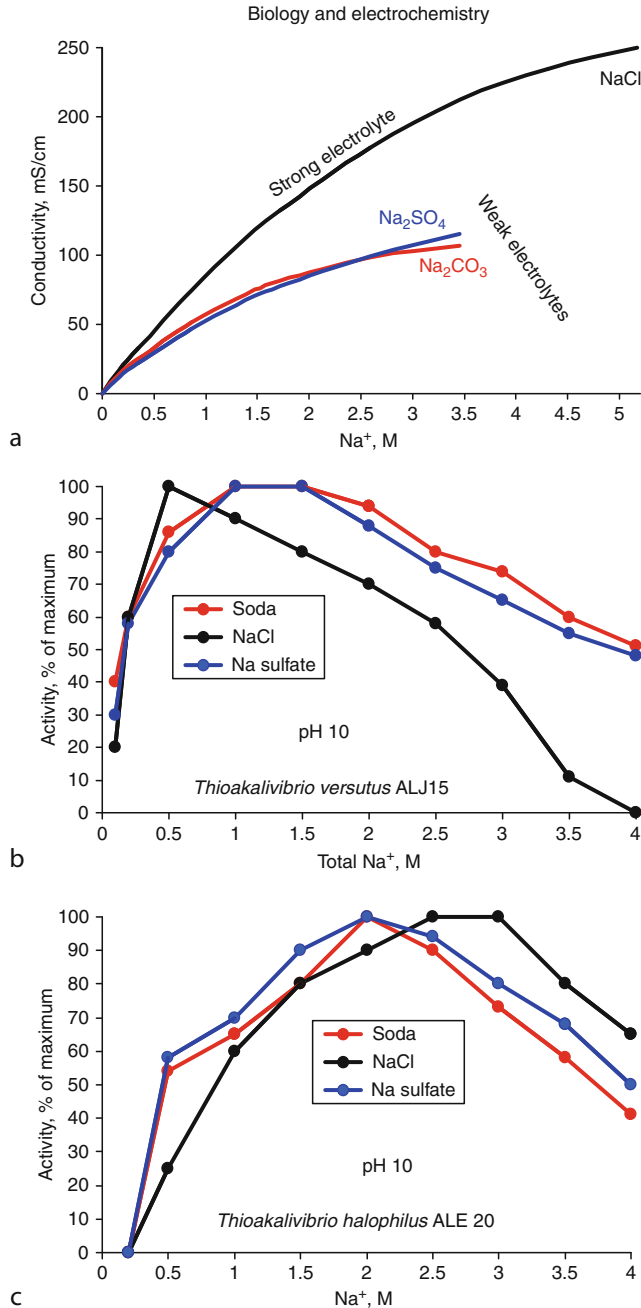 Biology and electrochemistry
250
200
150
100
50
0
Conductivity, mS/cm
NaCl
Strong electrolyte
Na₂SO₄
Na₂CO₃
Weak electrolytes
0 0.5 1 1.5 2 2.5 3 3.5 4 4.5 5
a
Na⁺, M
100
90
80
70
60
50
40
30
20
10
0
Activity, % of maximum
Soda
NaCl
Na sulfate
pH 10
Thioakalivibrio versutus ALJ15
0 0.5 1 1.5 2 2.5 3 3.5 4
b
Total Na⁺, M
100
90
80
70
60
50
40
30
20
10
0
Activity, % of maximum
Soda
NaCl
Na sulfate
pH 10
Thioakalivibrio halophilus ALE 20
0 0.5 1 1.5 2 2.5 3 3.5 4
c
Na⁺, M